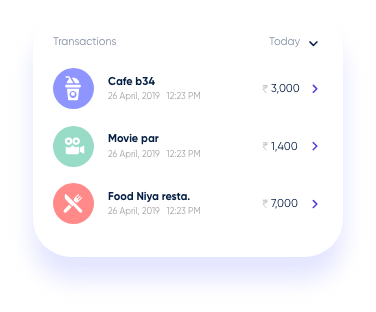 Transactions Today
Cafe b34
26 April, 2019 12:23 PM
₹ 3,000
Movie par
26 April, 2019 12:23 PM
₹ 1,400
Food Niya resta.
26 April, 2019 12:23 PM
₹ 7,000